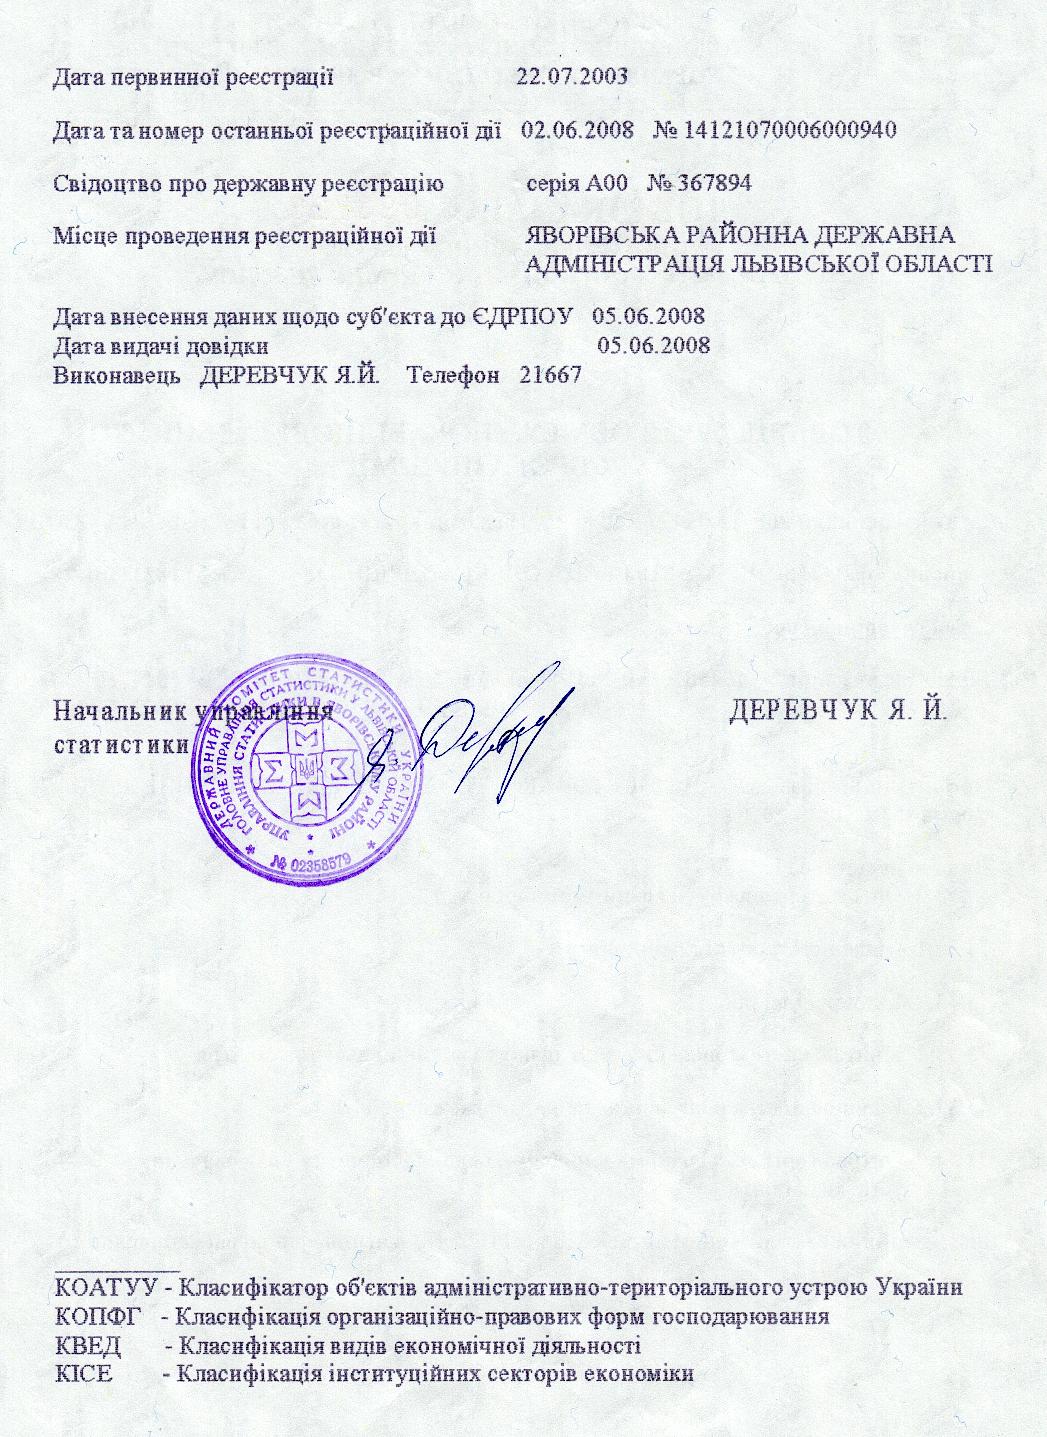 Дата первинної реєстрації 22.07.2003
Дата та номер останньої реєстраційної дії 02.06.2008 № 14121070006000940
Свідоцтво про державну реєстрацію серія А00 № 367894
Місце проведення реєстраційної дії ЯВОРІВСЬКА РАЙОННА ДЕРЖАВНА
АДМІНІСТРАЦІЯ ЛЬВІВСЬКОЇ ОБЛАСТІ
Дата внесення даних щодо суб'єкта до ЄДРПОУ 05.06.2008
Дата видачі довідки 05.06.2008
Виконавець ДЕРЕВЧУК Я.Й. Телефон 21667
Начальник управління ДЕРЕВЧУК Я. Й.
статистики
ДЕРЖАВНИЙ КОМІТЕТ СТАТИСТИКИ УКРАЇНИ
ГОЛОВНЕ УПРАВЛІННЯ СТАТИСТИКИ У ЛЬВІВСЬКІЙ ОБЛАСТІ
УПРАВЛІННЯ СТАТИСТИКИ В ЯВОРІВСЬКОМУ РАЙОНІ
№ 02358579
КОАТУУ - Класифікатор об'єктів адміністративно-територіального устрою України
КОПФГ - Класифікація організаційно-правових форм господарювання
КВЕД - Класифікація видів економічної діяльності
КІСЕ - Класифікація інституційних секторів економіки